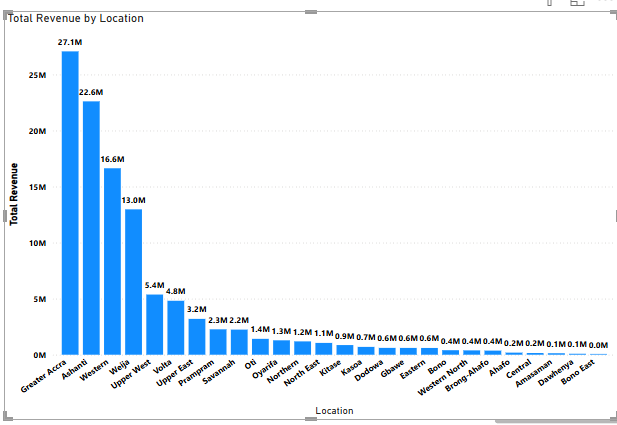 Total Revenue by Location
Total Revenue
25M
20M
15M
10M
5M
0M
27.1M
22.6M
16.6M
13.0M
5.4M
4.8M
3.2M
2.3M
2.2M
1.4M
1.3M
1.2M
1.1M
0.9M
0.7M
0.6M
0.6M
0.6M
0.4M
0.4M
0.4M
0.2M
0.2M
0.1M
0.1M
0.0M
Greater Accra
Ashanti
Western
Weija
Upper West
Volta
Upper East
Prampram
Savannah
Oti
Oyarifa
Northern
North East
Kitase
Kasoa
Dodowa
Gbawe
Eastern
Bono
Western North
Brong-Ahafo
Ahafo
Central
Amasaman
Dawhenya
Bono East
Location